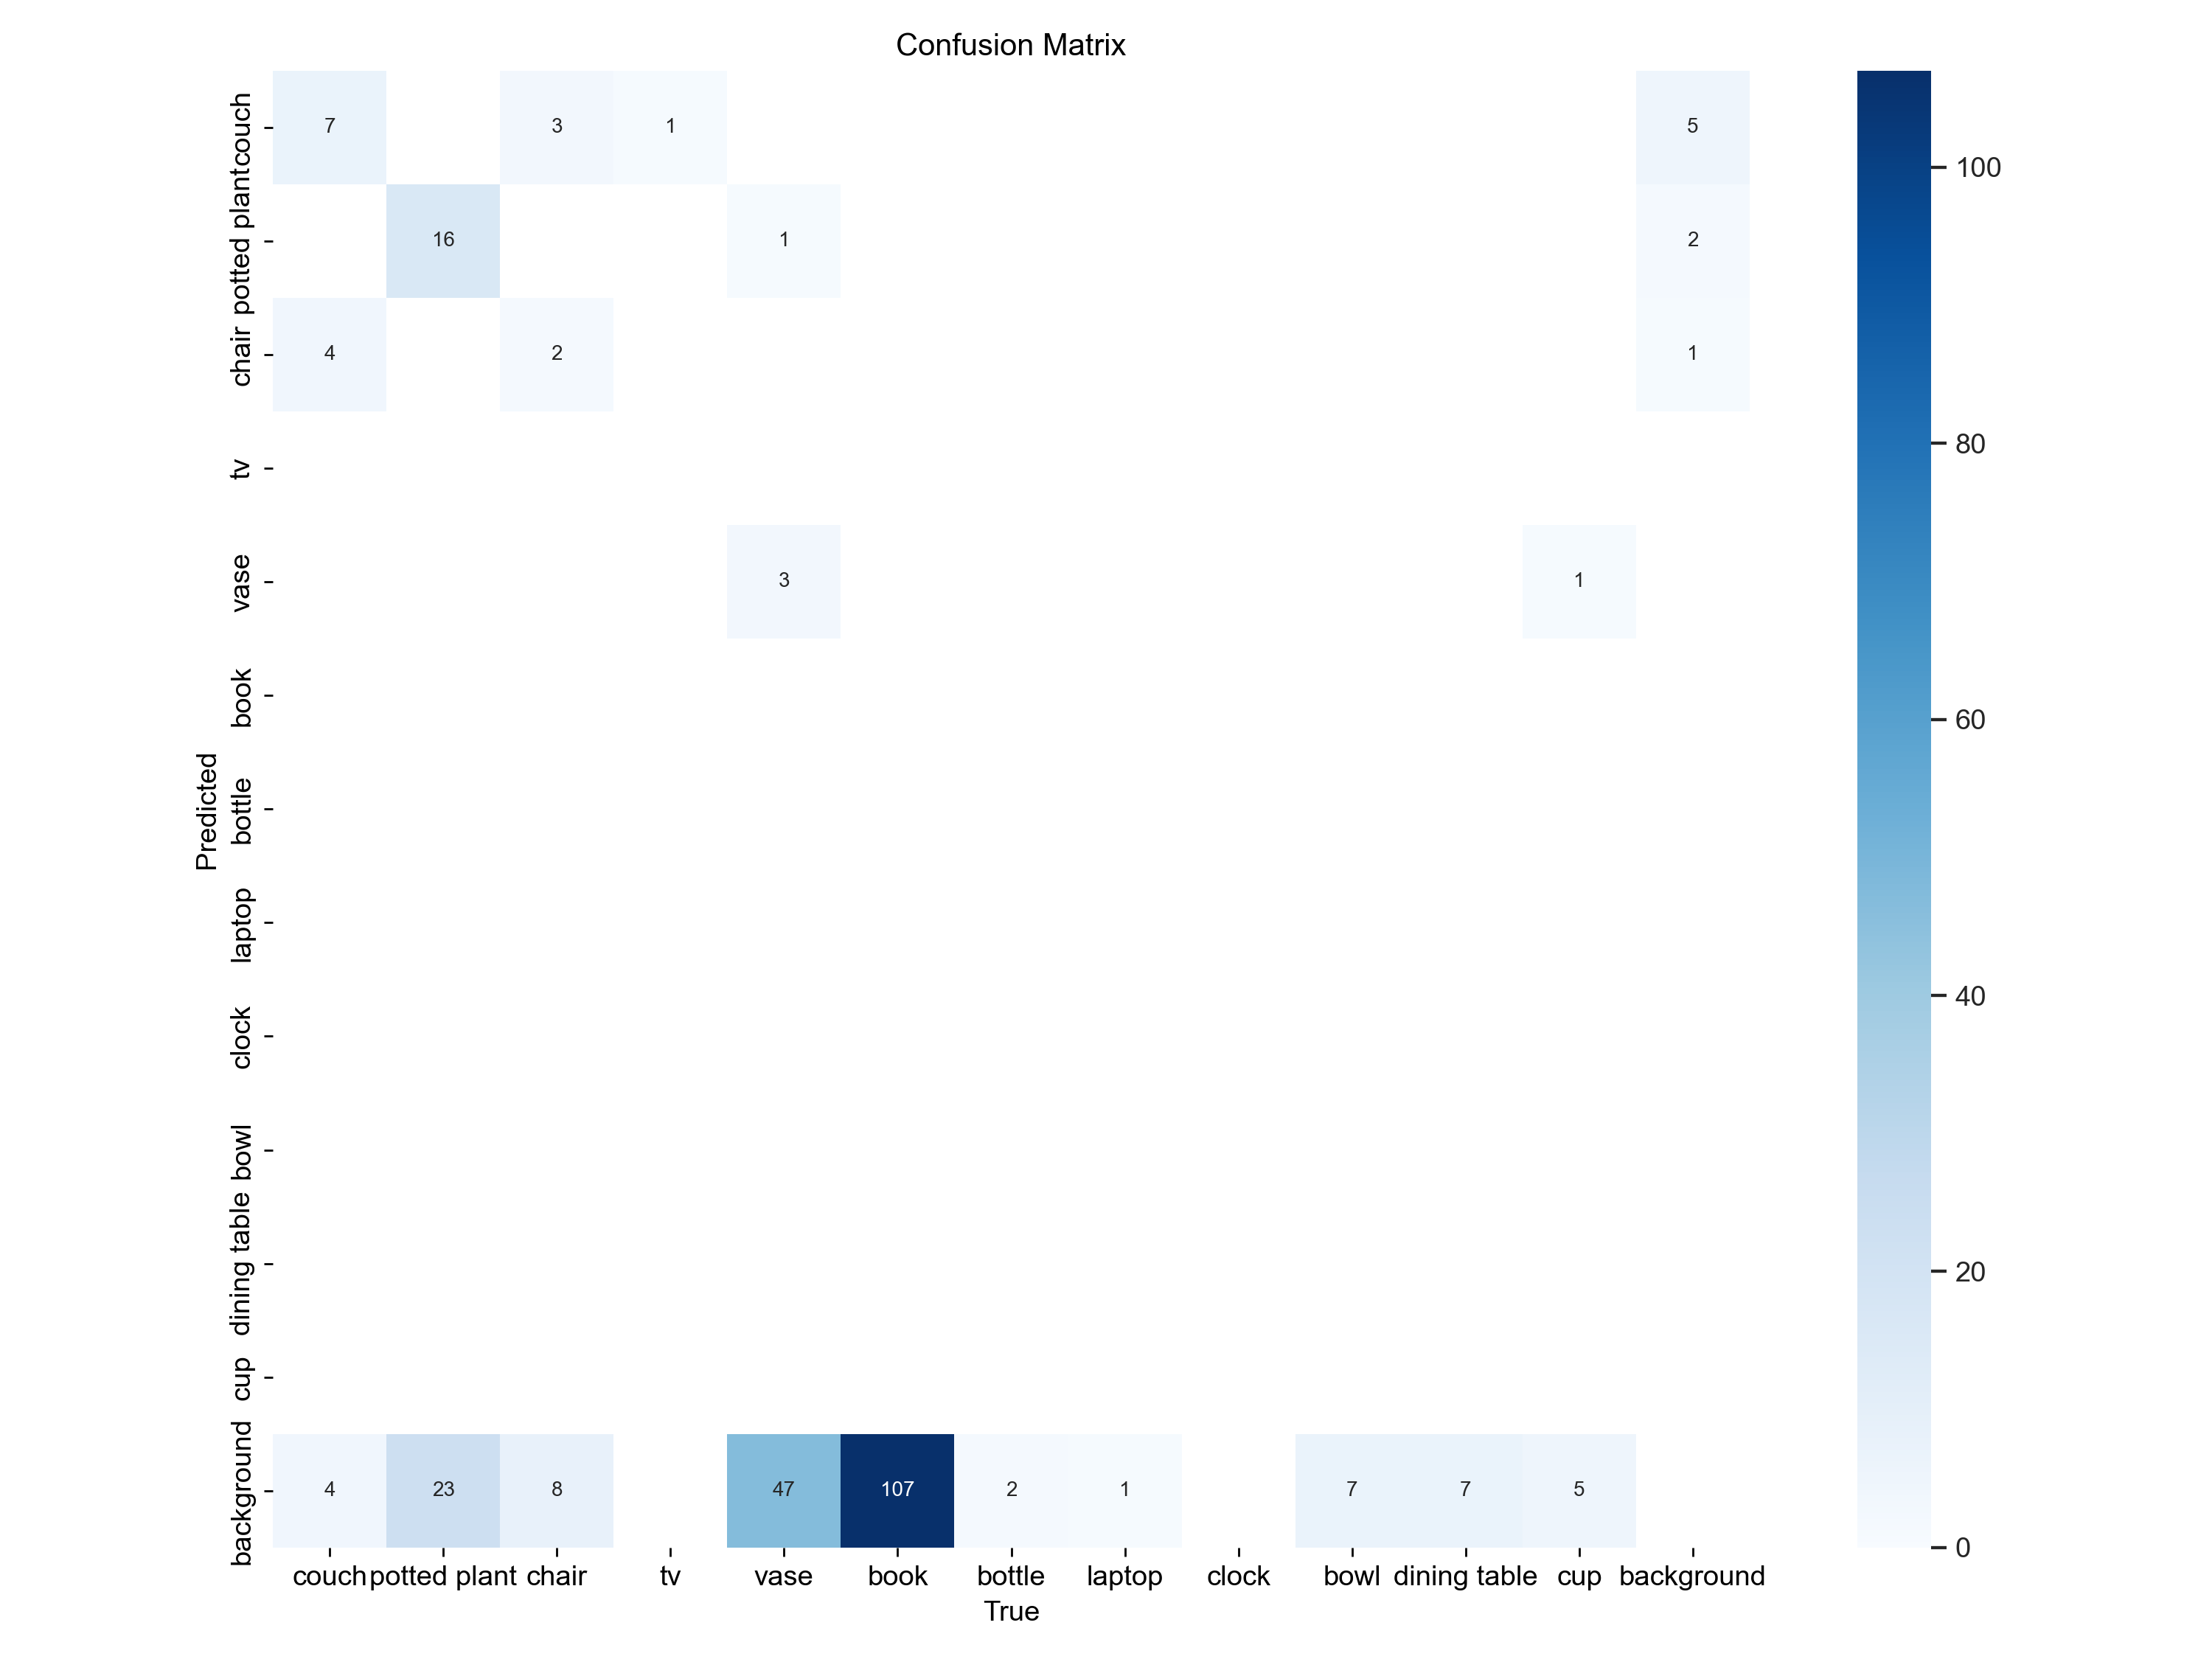 Confusion Matrix
couch 7 3 1 5
potted plant 16 1 2
chair 4 2 1
tv
vase 3 1
book
bottle
laptop
clock
bowl
dining table
cup
background 4 23 8 47 107 2 1 7 7 5
Predicted
couch potted plant chair tv vase book bottle laptop clock bowl dining table cup background
True
100
80
60
40
20
0